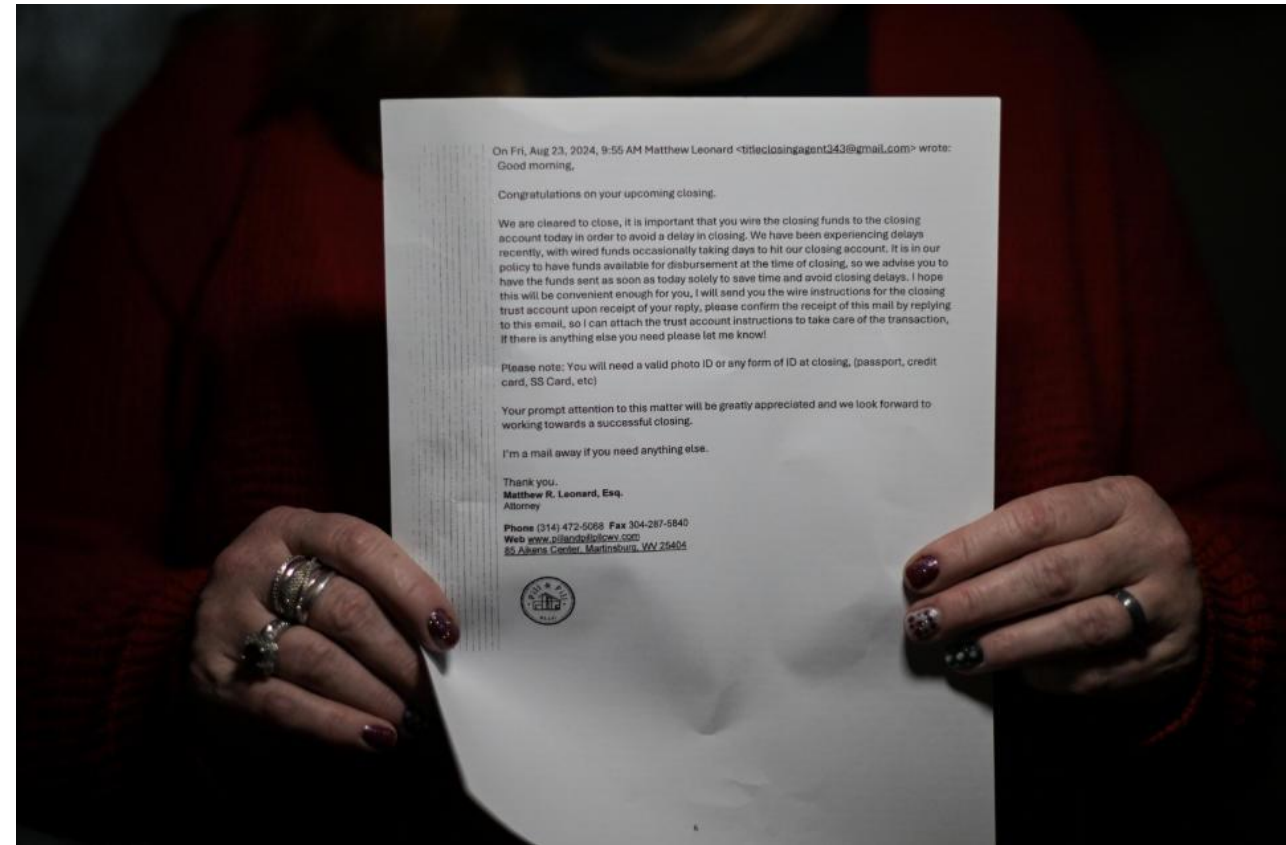 On Fri, Aug 23, 2024, 9:55 AM Matthew Leonard <titleclosingagent343@gmail.com> wrote:
Good morning,
Congratulations on your upcoming closing.
We are cleared to close, it is important that you wire the closing funds to the closing
account today in order to avoid a delay in closing. We have been experiencing delays
recently, with wired funds occasionally taking days to hit our closing account. It is in our
policy to have funds available for disbursement at the time of closing, so we advise you to
have the funds sent as soon as today solely to save time and avoid closing delays. I hope
this will be convenient enough for you, I will send you the wire instructions for the closing
trust account upon receipt of your reply, please confirm the receipt of this mail by replying
to this email, so I can attach the trust account instructions to take care of the transaction,
If there is anything else you need please let me know!
Please note: You will need a valid photo ID or any form of ID at closing, (passport, credit
card, SS Card, etc)
Your prompt attention to this matter will be greatly appreciated and we look forward to
working towards a successful closing.
I'm a mail away if you need anything else.
Thank you.
Matthew R. Leonard, Esq.
Attorney
Phone (314) 472-5068 Fax 304-267-5840
Web www.pillandpillpllcwv.com
85 Aikens Center, Martinsburg, WV 25404
Pill & Pill
PLLC